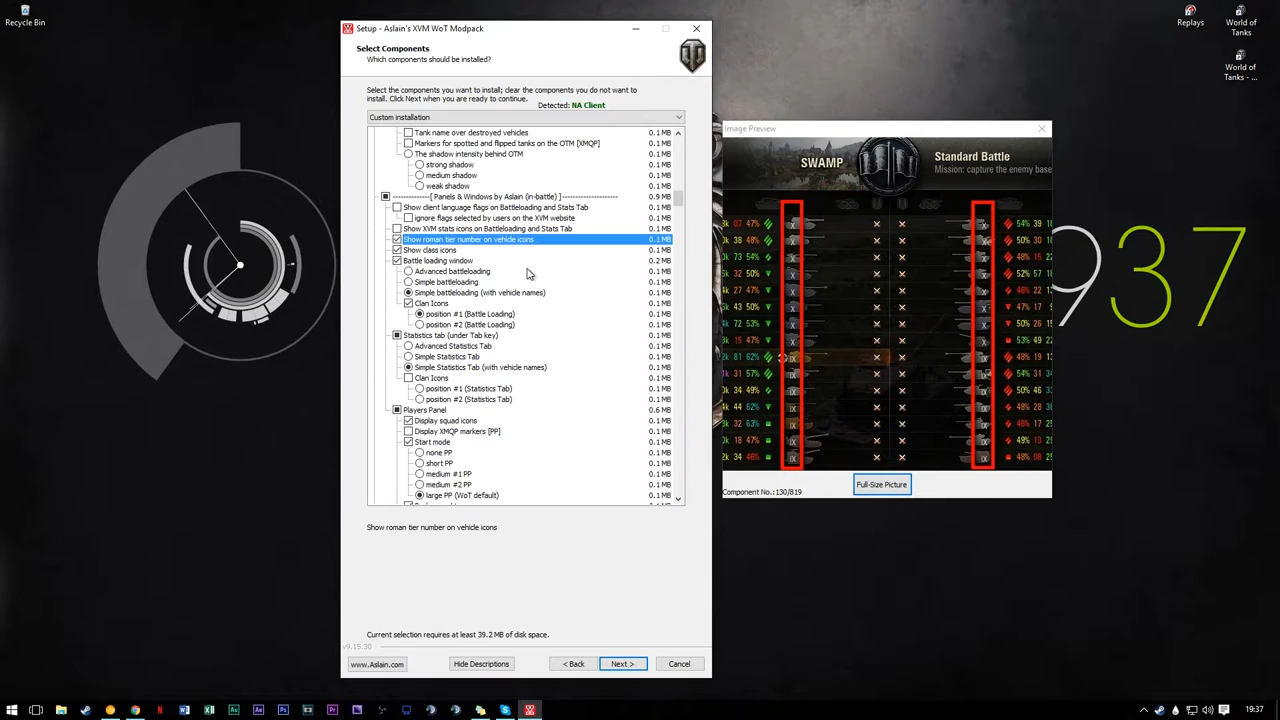 Recycle Bin
Replays
World of
Tanks
World of
Tanks - ...
Setup - Aslain's XVM WoT Modpack
Select Components
Which components should be installed?
Select the components you want to install; clear the components you do not want to
install. Click Next when you are ready to continue.
Detected: NA Client
Custom installation
Tank name over destroyed vehicles 0.1 MB
Markers for spotted and flipped tanks on the OTM [XMQP] 0.1 MB
The shadow intensity behind OTM 0.1 MB
strong shadow 0.1 MB
medium shadow 0.1 MB
weak shadow 0.1 MB
--------------[ Panels & Windows by Aslain (in-battle) ]--------------------- 0.9 MB
Show client language flags on Battleloading and Stats Tab 0.1 MB
ignore flags selected by users on the XVM website 0.1 MB
Show XVM stats icons on Battleloading and Stats Tab 0.1 MB
Show roman tier number on vehicle icons 0.1 MB
Show class icons 0.1 MB
Battle loading window 0.2 MB
Advanced battleloading 0.1 MB
Simple battleloading 0.1 MB
Simple battleloading (with vehicle names) 0.1 MB
Clan Icons 0.1 MB
position #1 (Battle Loading) 0.1 MB
position #2 (Battle Loading) 0.1 MB
Statistics tab (under Tab key) 0.1 MB
Advanced Statistics Tab 0.1 MB
Simple Statistics Tab 0.1 MB
Simple Statistics Tab (with vehicle names) 0.1 MB
Clan Icons 0.1 MB
position #1 (Statistics Tab) 0.1 MB
position #2 (Statistics Tab) 0.1 MB
Players Panel 0.6 MB
Display squad icons 0.1 MB
Display XMQP markers [PP] 0.1 MB
Start mode 0.1 MB
none PP 0.1 MB
short PP 0.1 MB
medium #1 PP 0.1 MB
medium #2 PP 0.1 MB
large PP (WoT default) 0.1 MB
Show roman tier number on vehicle icons
Current selection requires at least 39.2 MB of disk space.
v9.15.30
www.Aslain.com
Hide Descriptions
< Back
Next >
Cancel
Image Preview
SWAMP
Standard Battle
Mission: capture the enemy base
Full-Size Picture
Component No.:130/819
937
19:37